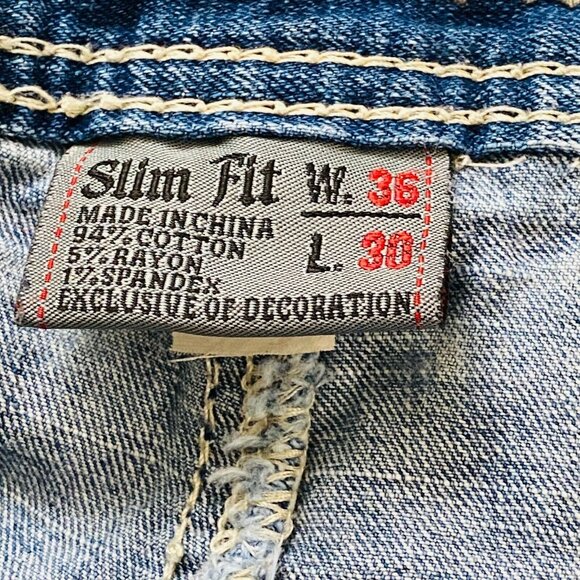 Slim Fit W. 36
MADE IN CHINA
94% COTTON
5% RAYON L. 30
1% SPANDEX
EXCLUSIVE OF DECORATION